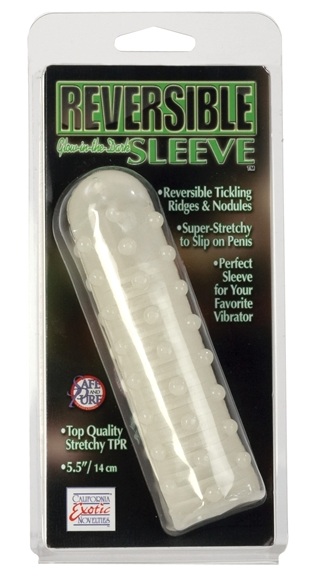 REVERSIBLE
Glow-in-the-Dark SLEEVE™
•Reversible Tickling
Ridges & Nodules
•Super-Stretchy
to Slip on Penis
•Perfect
Sleeve
for Your
Favorite
Vibrator
SAFE
AND
PURE
•Top Quality
Stretchy TPR
•5.5"/14 cm
CALIFORNIA
Exotic
NOVELTIES